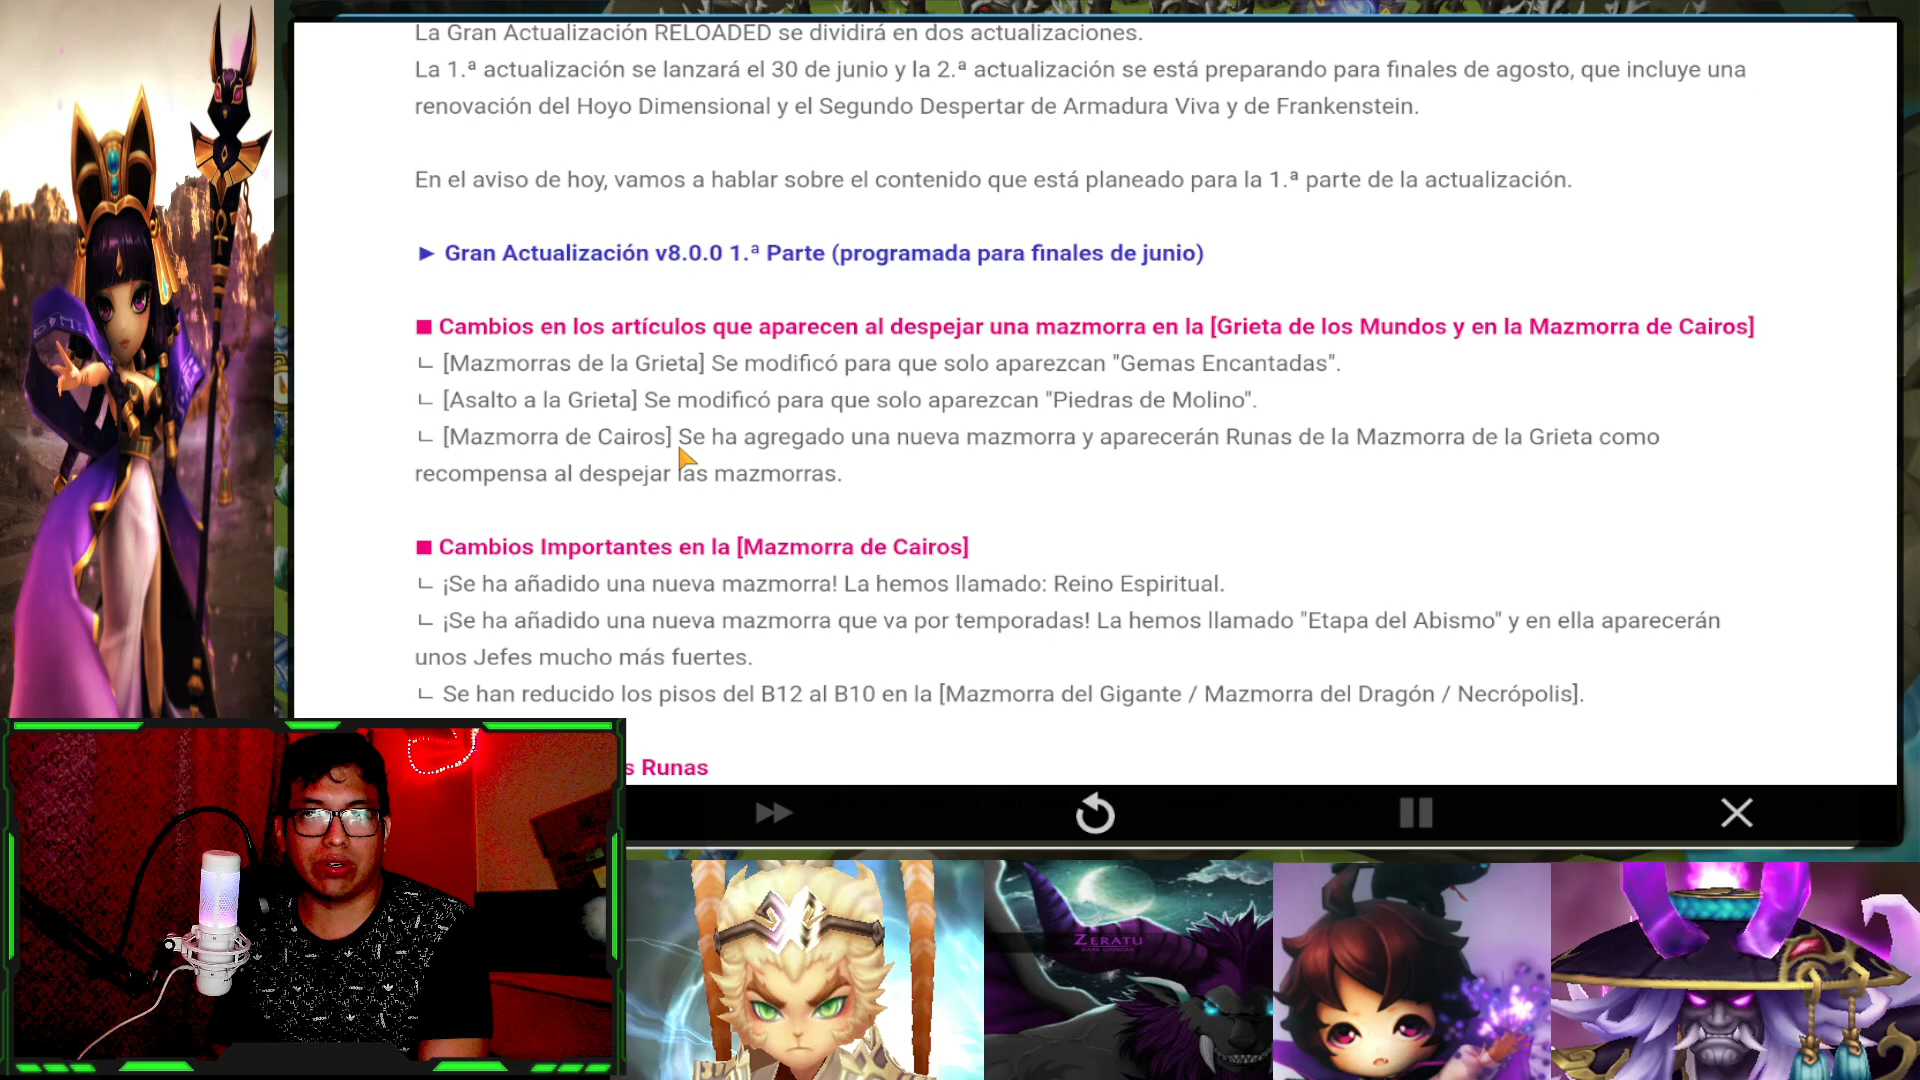 La Gran Actualización RELOADED se dividirá en dos actualizaciones.
La 1.ª actualización se lanzará el 30 de junio y la 2.ª actualización se está preparando para finales de agosto, que incluye una
renovación del Hoyo Dimensional y el Segundo Despertar de Armadura Viva y de Frankenstein.
En el aviso de hoy, vamos a hablar sobre el contenido que está planeado para la 1.ª parte de la actualización.
► Gran Actualización v8.0.0 1.ª Parte (programada para finales de junio)
■ Cambios en los artículos que aparecen al despejar una mazmorra en la [Grieta de los Mundos y en la Mazmorra de Cairos]
ㄴ [Mazmorras de la Grieta] Se modificó para que solo aparezcan "Gemas Encantadas".
ㄴ [Asalto a la Grieta] Se modificó para que solo aparezcan "Piedras de Molino".
ㄴ [Mazmorra de Cairos] Se ha agregado una nueva mazmorra y aparecerán Runas de la Mazmorra de la Grieta como
recompensa al despejar las mazmorras.
■ Cambios Importantes en la [Mazmorra de Cairos]
ㄴ ¡Se ha añadido una nueva mazmorra! La hemos llamado: Reino Espiritual.
ㄴ ¡Se ha añadido una nueva mazmorra que va por temporadas! La hemos llamado "Etapa del Abismo" y en ella aparecerán
unos Jefes mucho más fuertes.
ㄴ Se han reducido los pisos del B12 al B10 en la [Mazmorra del Gigante / Mazmorra del Dragón / Necrópolis].
s Runas
ZERATU